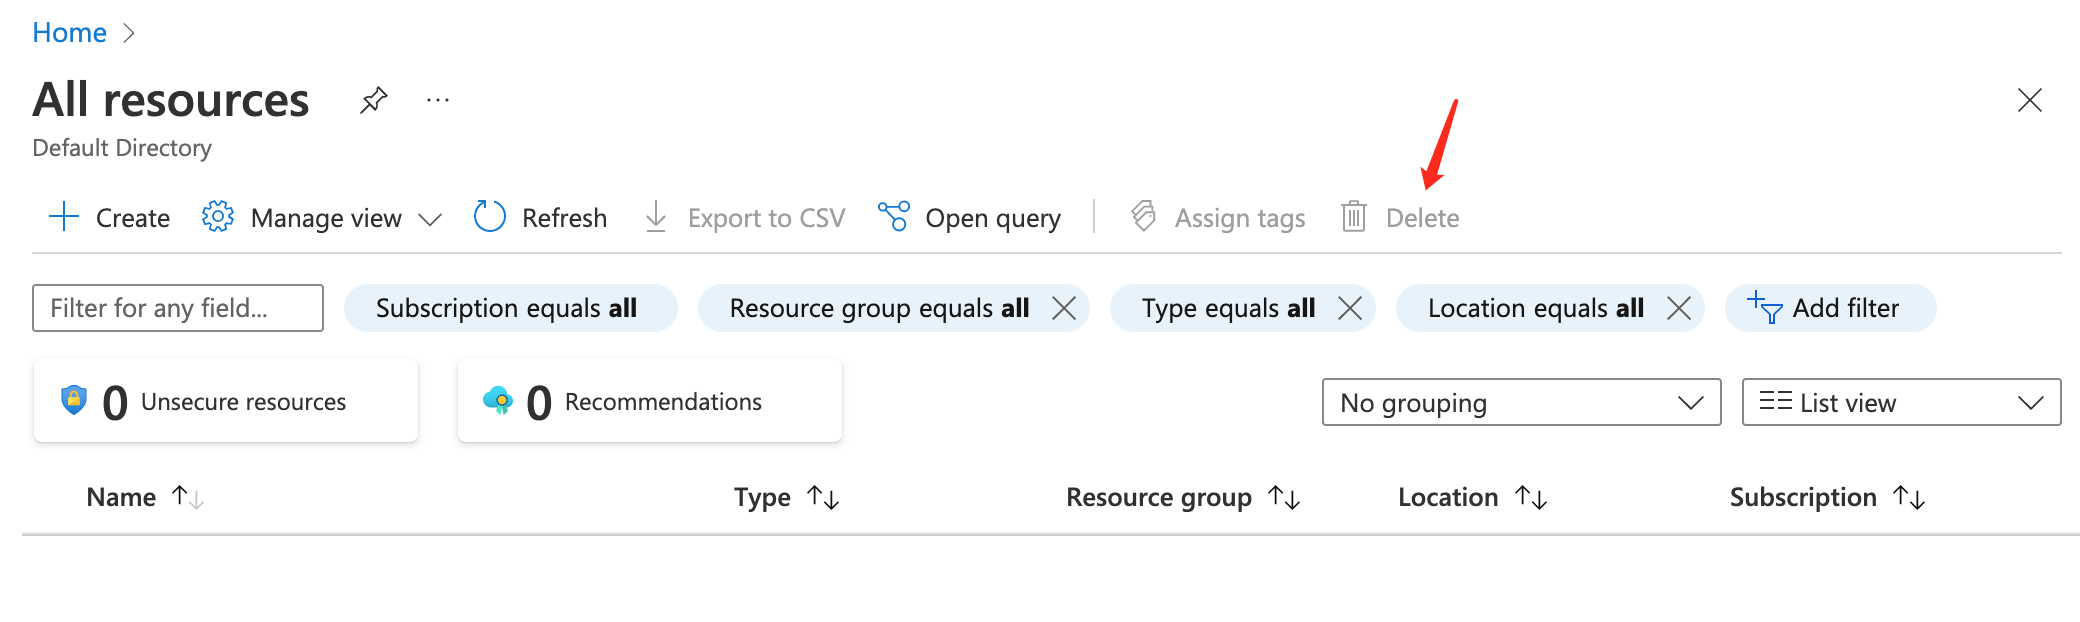 Home
All resources
Default Directory
Create Manage view Refresh Export to CSV Open query Assign tags Delete
Filter for any field... Subscription equals all Resource group equals all Type equals all Location equals all Add filter
0 Unsecure resources 0 Recommendations No grouping List view
Name Type Resource group Location Subscription